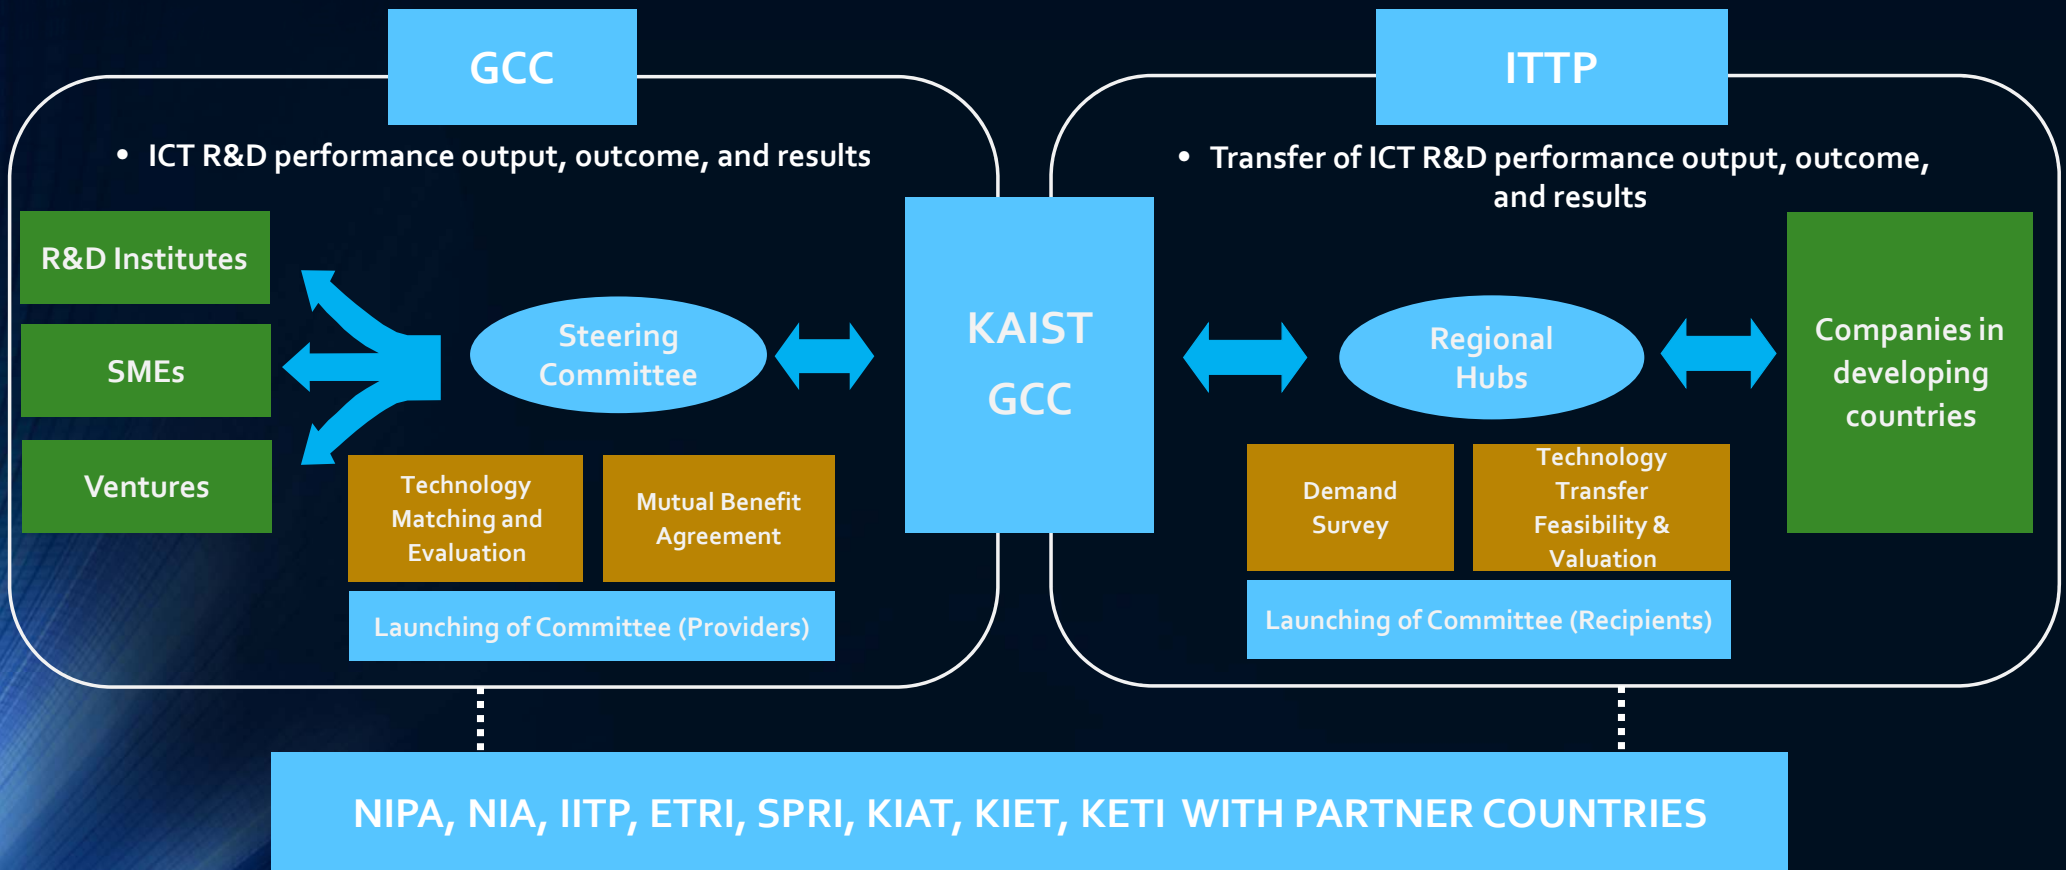 GCC
• ICT R&D performance output, outcome, and results
R&D Institutes
SMEs
Ventures
Steering
Committee
Technology
Matching and
Evaluation
Mutual Benefit
Agreement
Launching of Committee (Providers)
KAIST
GCC
ITTP
• Transfer of ICT R&D performance output, outcome,
and results
Regional
Hubs
Demand
Survey
Technology
Transfer
Feasibility &
Valuation
Launching of Committee (Recipients)
Companies in
developing
countries
NIPA, NIA, IITP, ETRI, SPRI, KIAT, KIET, KETI WITH PARTNER COUNTRIES